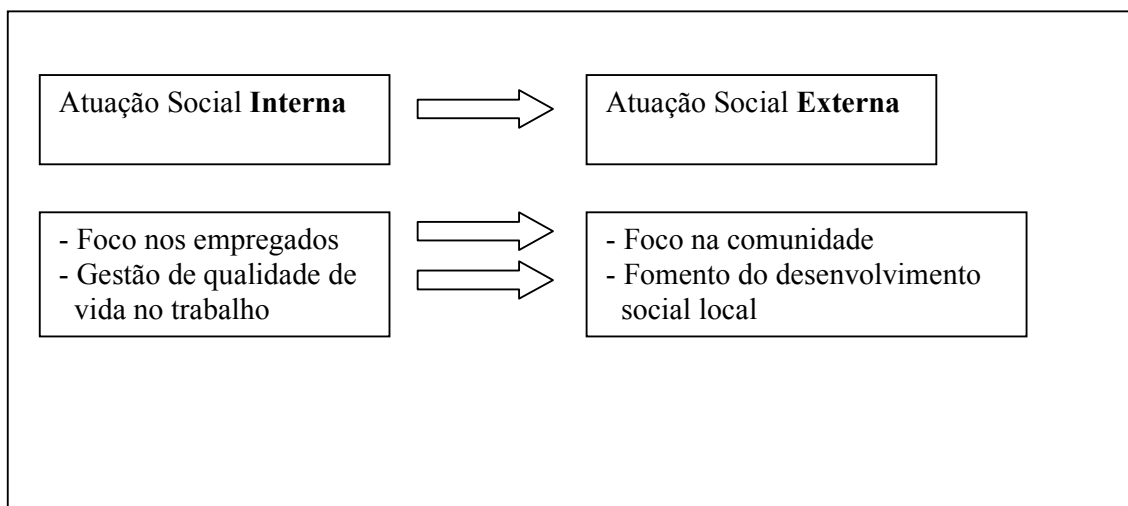 Atuação Social Interna
Atuação Social Externa
- Foco nos empregados
- Gestão de qualidade de
vida no trabalho
- Foco na comunidade
- Fomento do desenvolvimento
social local